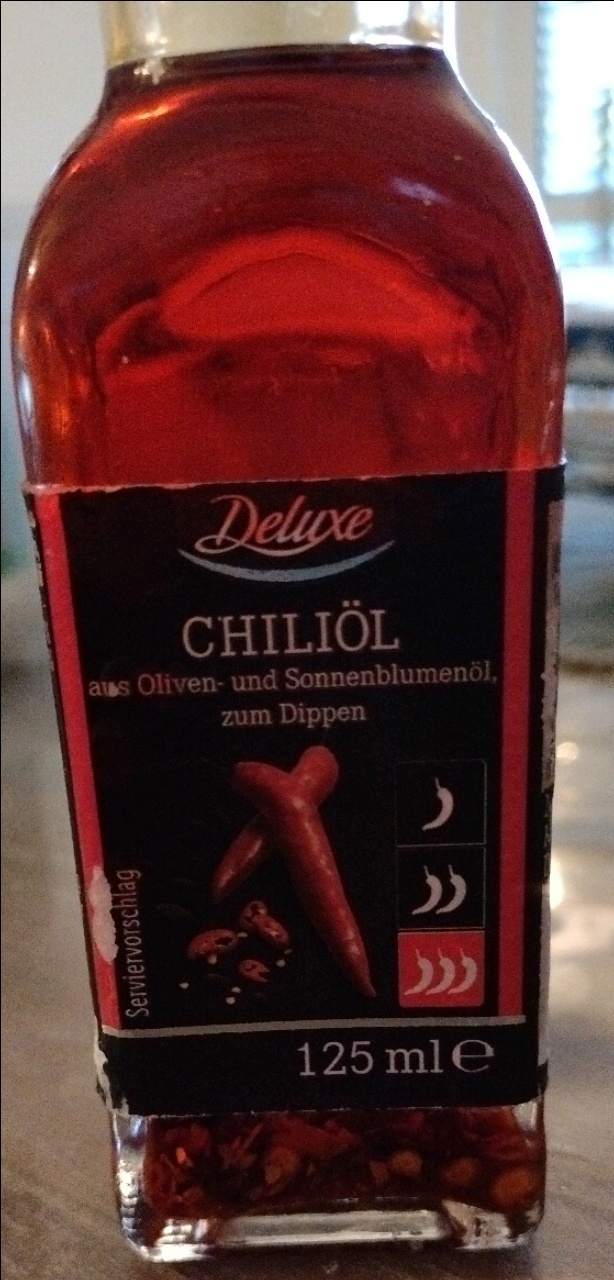 Deluxe
CHILIÖL
aus Oliven- und Sonnenblumenöl,
zum Dippen
Serviervorschlag
125 ml ℮